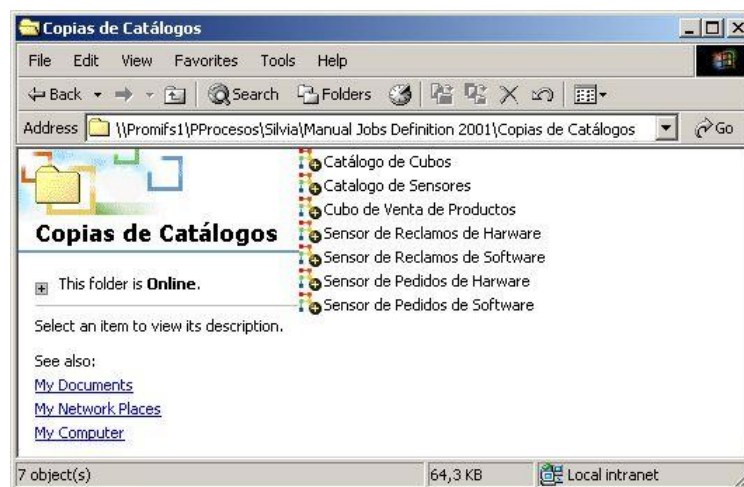 Copias de Catálogos
File Edit View Favorites Tools Help
Back Search Folders
Address \\Promifs1\PProcesos\Silvia\Manual Jobs Definition 2001\Copias de Catálogos Go
Copias de Catálogos
This folder is Online.
Select an item to view its description.
See also:
My Documents
My Network Places
My Computer
Catálogo de Cubos
Catalogo de Sensores
Cubo de Venta de Productos
Sensor de Reclamos de Harware
Sensor de Reclamos de Software
Sensor de Pedidos de Harware
Sensor de Pedidos de Software
7 object(s) 64,3 KB Local intranet